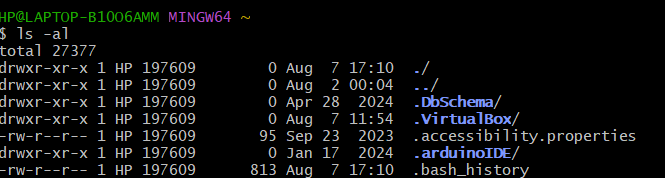 HP@LAPTOP-B1OO6AMM MINGW64 ~
$ ls -al
total 27377
drwxr-xr-x 1 HP 197609 0 Aug 7 17:10 ./
drwxr-xr-x 1 HP 197609 0 Aug 2 00:04 ../
drwxr-xr-x 1 HP 197609 0 Apr 28 2024 .DbSchema/
drwxr-xr-x 1 HP 197609 0 Aug 7 11:54 .VirtualBox/
-rw-r--r-- 1 HP 197609 95 Sep 23 2023 .accessibility.properties
drwxr-xr-x 1 HP 197609 0 Jan 17 2024 .arduinoIDE/
-rw-r--r-- 1 HP 197609 813 Aug 7 17:10 .bash_history